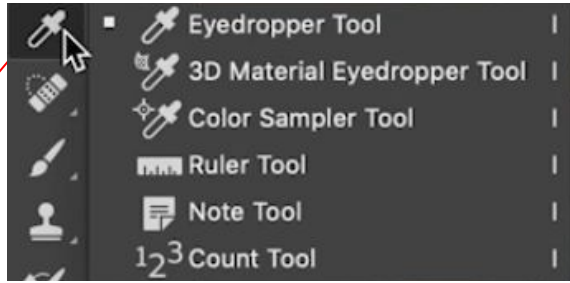 Eyedropper Tool I
3D Material Eyedropper Tool I
Color Sampler Tool I
Ruler Tool I
Note Tool I
123 Count Tool I